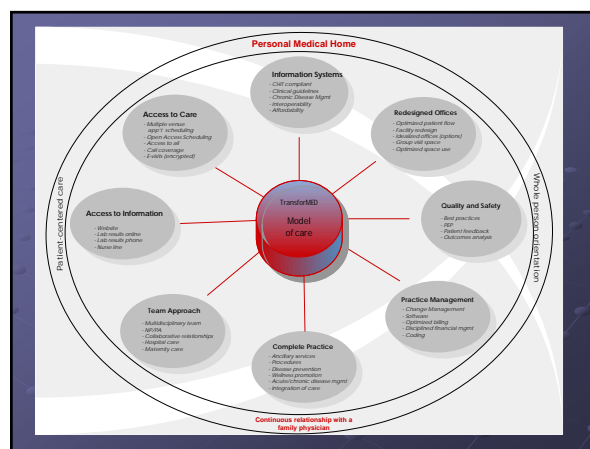 Personal Medical Home
Information Systems
- CHIT compliant
- Clinical guidelines
- Chronic Disease Mgmt
- Interoperability
- Affordability
Access to Care
- Multiple venue
app't scheduling
- Open Access Scheduling
- Access to all
- Call coverage
- E-visits (encrypted)
Redesigned Offices
- Optimized patient flow
- Facility redesign
- Idealized offices (options)
- Group visit space
- Optimized space use
Patient-centered care
Access to Information
- Website
- Lab results online
- Lab results phone
- Nurse line
TransforMED
Model
of care
Quality and Safety
- Best practices
- PEP
- Patient feedback
- Outcomes analysis
Whole person orientation
Team Approach
- Multidisciplinary team
- NP/PA
- Collaborative relationships
- Hospital care
- Maternity care
Practice Management
- Change Management
- Software
- Optimized billing
- Disciplined financial mgmt
- Coding
Complete Practice
- Ancillary services
- Procedures
- Disease prevention
- Wellness promotion
- Acute/chronic disease mgmt
- Integration of care
Continuous relationship with a
family physician